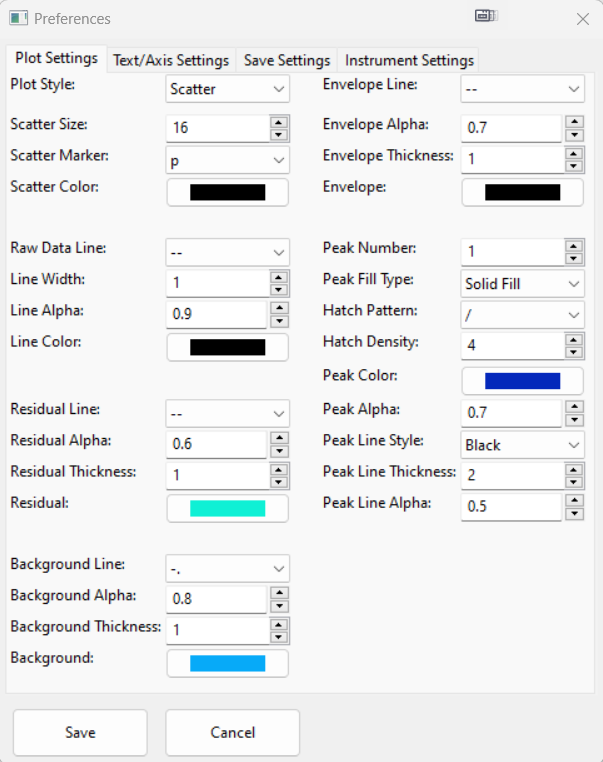 Preferences
Plot Settings Text/Axis Settings Save Settings Instrument Settings
Plot Style: Scatter Envelope Line: --
Scatter Size: 16 Envelope Alpha: 0.7
Scatter Marker: p Envelope Thickness: 1
Scatter Color: Envelope:
Raw Data Line: -- Peak Number: 1
Line Width: 1 Peak Fill Type: Solid Fill
Line Alpha: 0.9 Hatch Pattern: /
Line Color: Hatch Density: 4
Peak Color:
Residual Line: -- Peak Alpha: 0.7
Residual Alpha: 0.6 Peak Line Style: Black
Residual Thickness: 1 Peak Line Thickness: 2
Residual: Peak Line Alpha: 0.5
Background Line: -.
Background Alpha: 0.8
Background Thickness: 1
Background:
Save Cancel